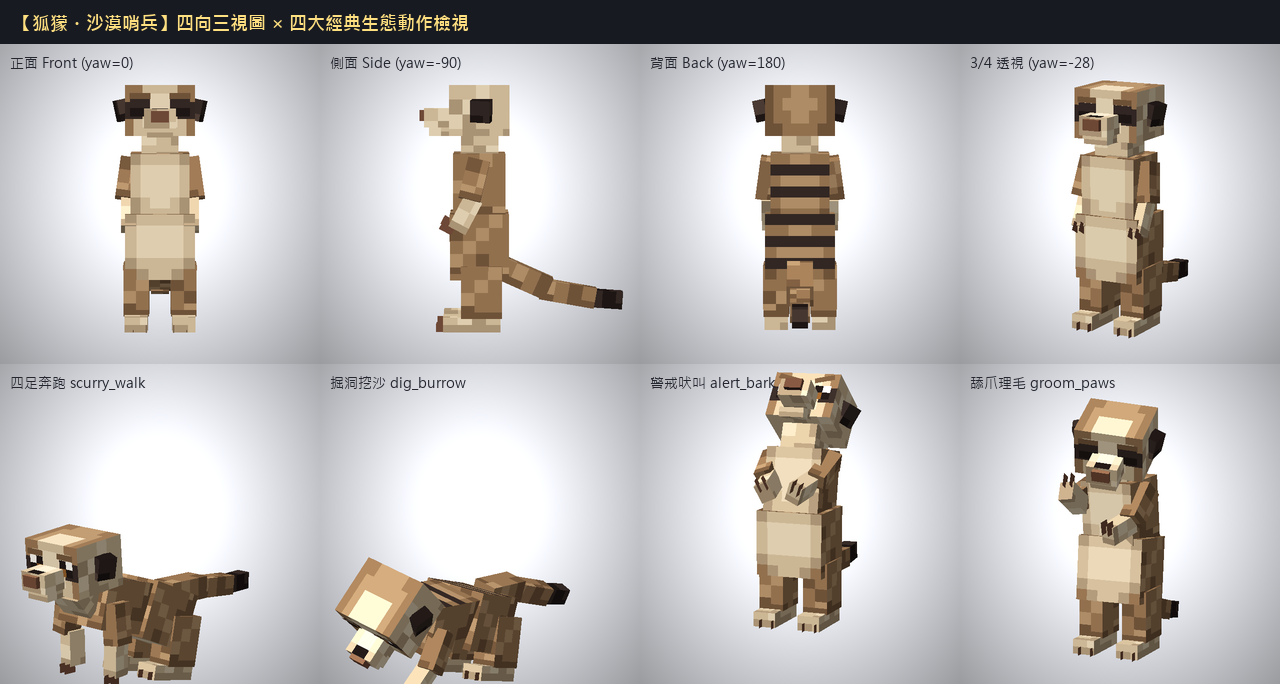 【狐獴・沙漠哨兵】四向三視圖 × 四大經典生態動作檢視
正面 Front (yaw=0)
側面 Side (yaw=-90)
背面 Back (yaw=180)
3/4 透視 (yaw=-28)
四足奔跑 scurry_walk
掘洞挖沙 dig_burrow
警戒吠叫 alert_bark
舔爪理毛 groom_paws